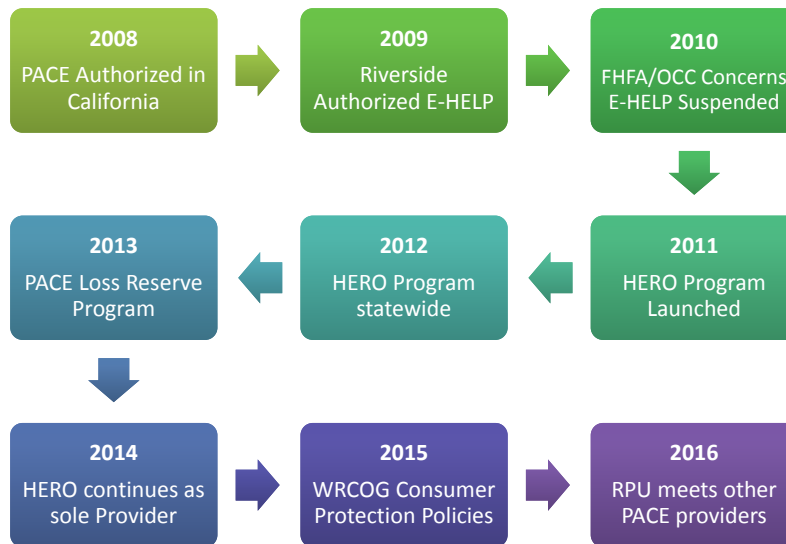 2008
PACE Authorized in
California
2009
Riverside
Authorized E-HELP
2010
FHFA/OCC Concerns
E-HELP Suspended
2011
HERO Program
Launched
2012
HERO Program
statewide
2013
PACE Loss Reserve
Program
2014
HERO continues as
sole Provider
2015
WRCOG Consumer
Protection Policies
2016
RPU meets other
PACE providers